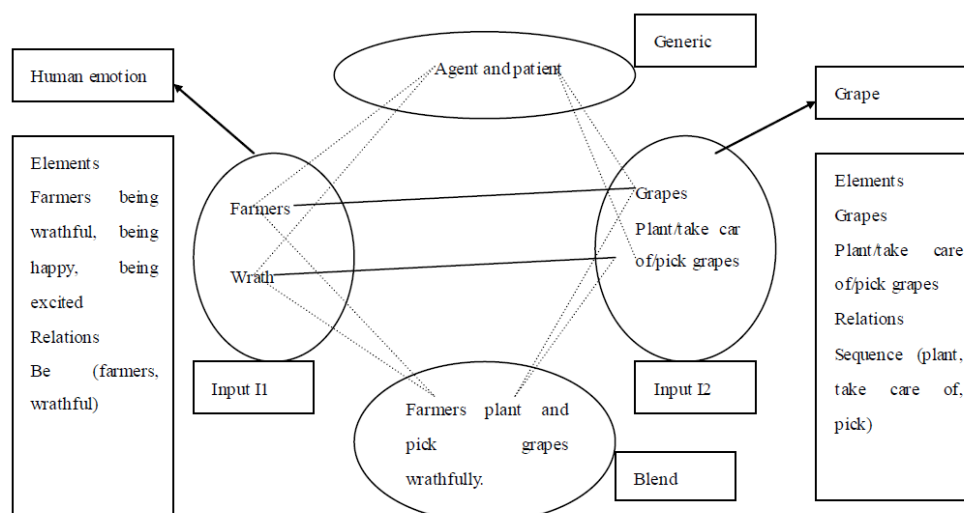 Generic
Human emotion
Agent and patient
Grape
Elements
Farmers being
wrathful, being
happy, being
excited
Relations
Be (farmers,
wrathful)
Farmers
Wrath
Grapes
Plant/take car
of/pick grapes
Elements
Grapes
Plant/take care
of/pick grapes
Relations
Sequence (plant,
take care of,
pick)
Input I1
Input I2
Farmers plant and
pick grapes
wrathfully.
Blend